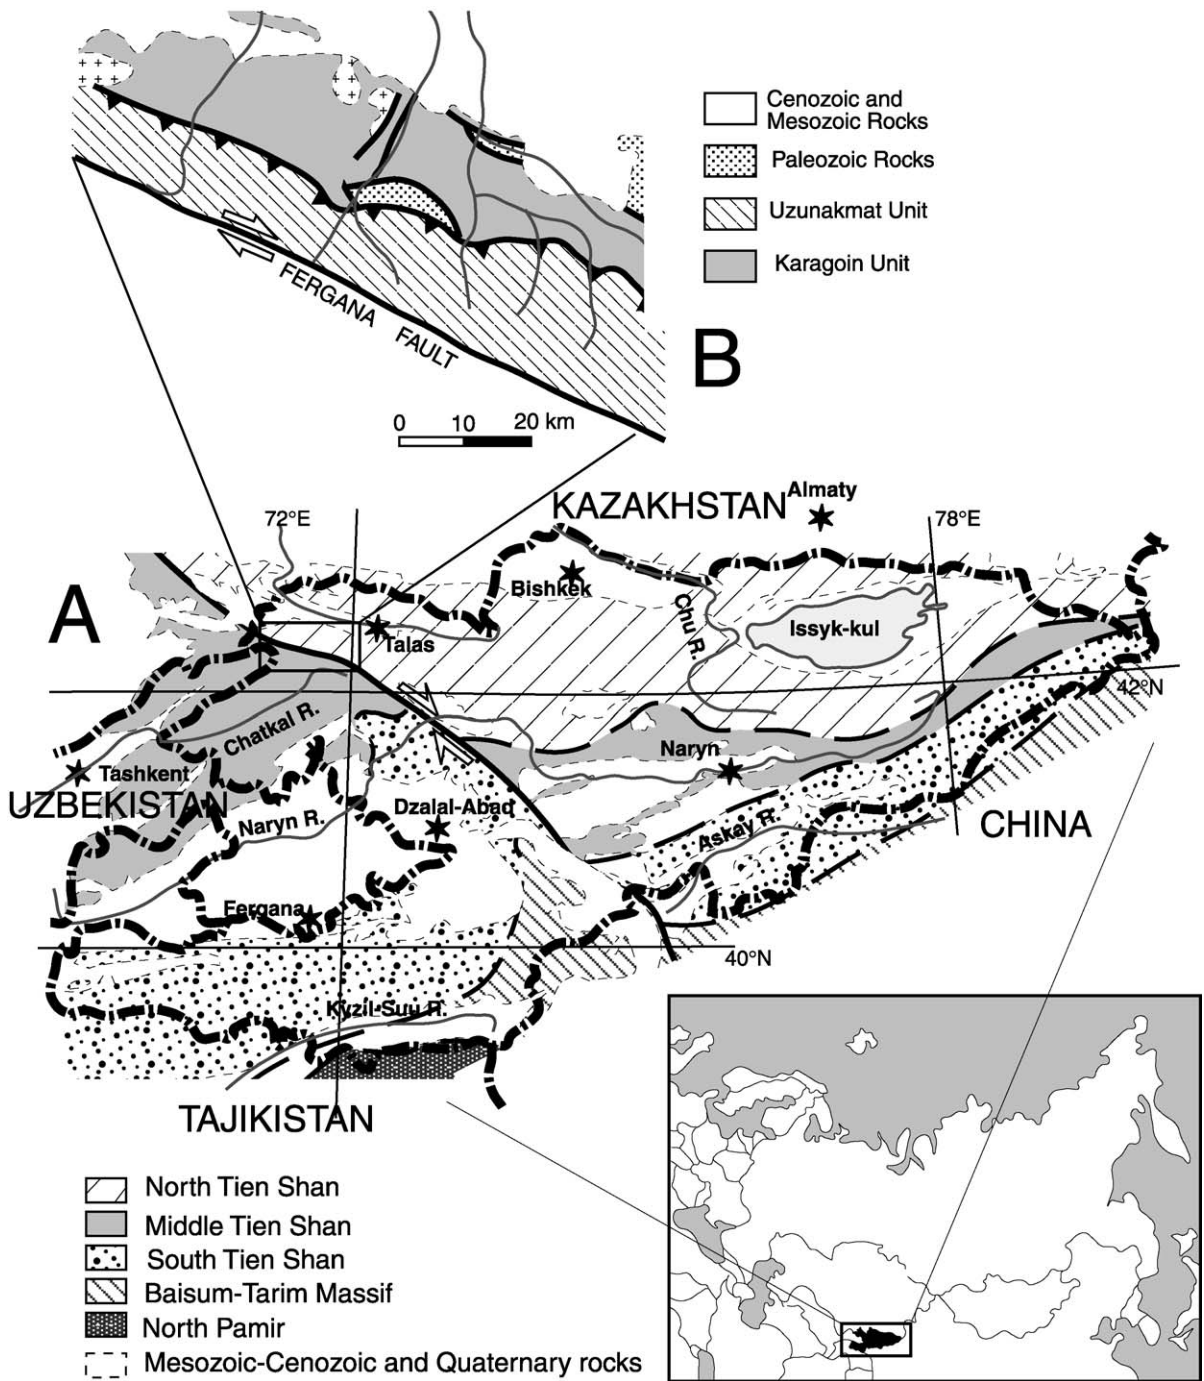 Cenozoic and
Mesozoic Rocks
Paleozoic Rocks
Uzunakmat Unit
Karagoin Unit
FERGANA FAULT
B
0 10 20 km
KAZAKHSTAN
Almaty
72°E
78°E
Bishkek
A
Talas
Chu R.
Issyk-kul
42°N
Chatkal R.
Naryn
Tashkent
UZBEKISTAN
Naryn R.
Dzalal-Abad
Askay R.
CHINA
Fergana
40°N
Kyzil-Suu R.
TAJIKISTAN
North Tien Shan
Middle Tien Shan
South Tien Shan
Baisum-Tarim Massif
North Pamir
Mesozoic-Cenozoic and Quaternary rocks